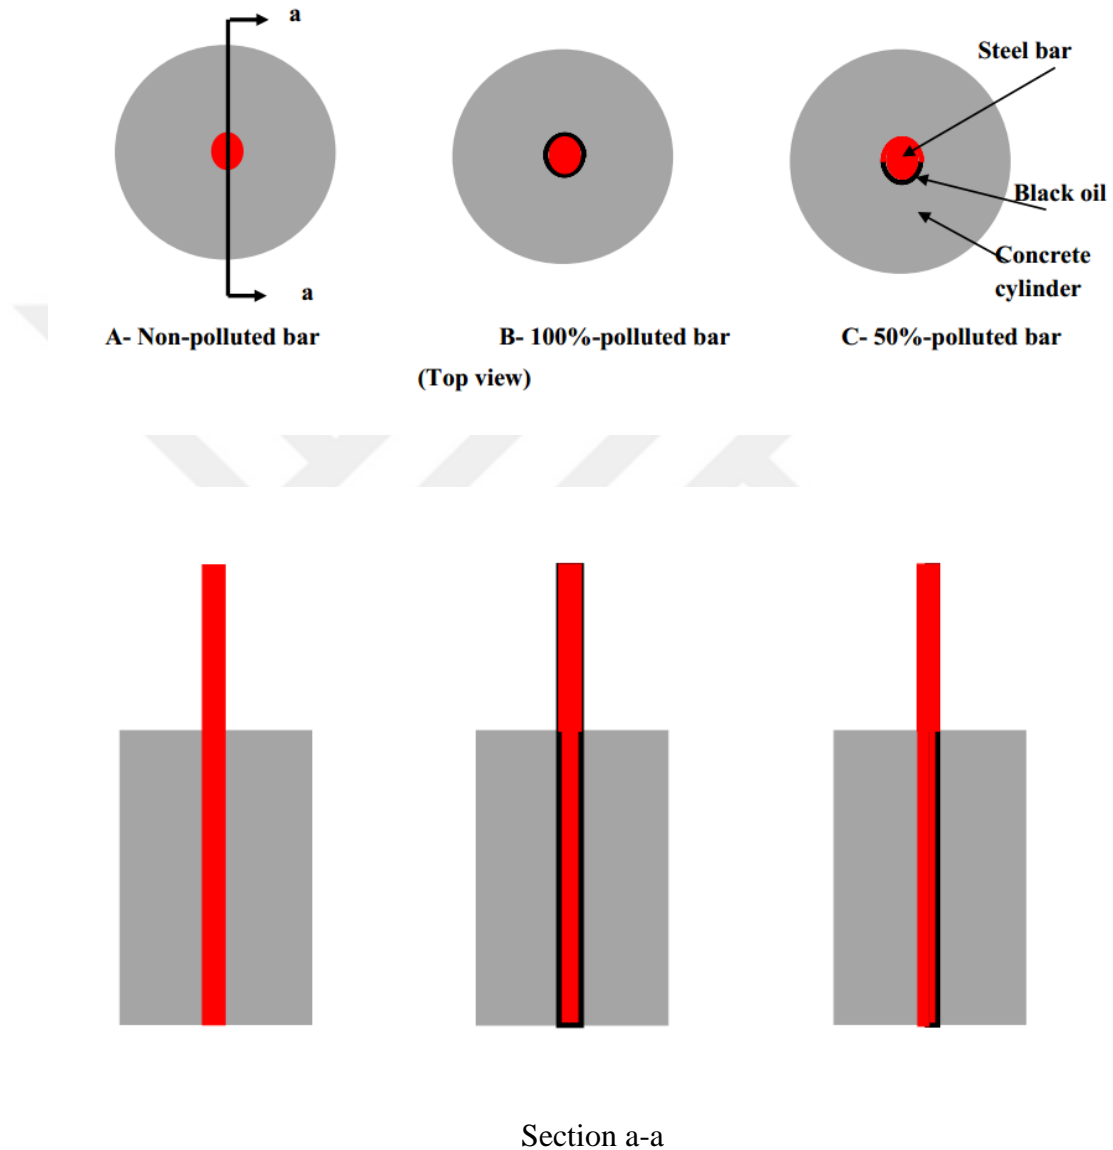 a
Steel bar
Black oil
Concrete
cylinder
a
A- Non-polluted bar
B- 100%-polluted bar
C- 50%-polluted bar
(Top view)
Section a-a